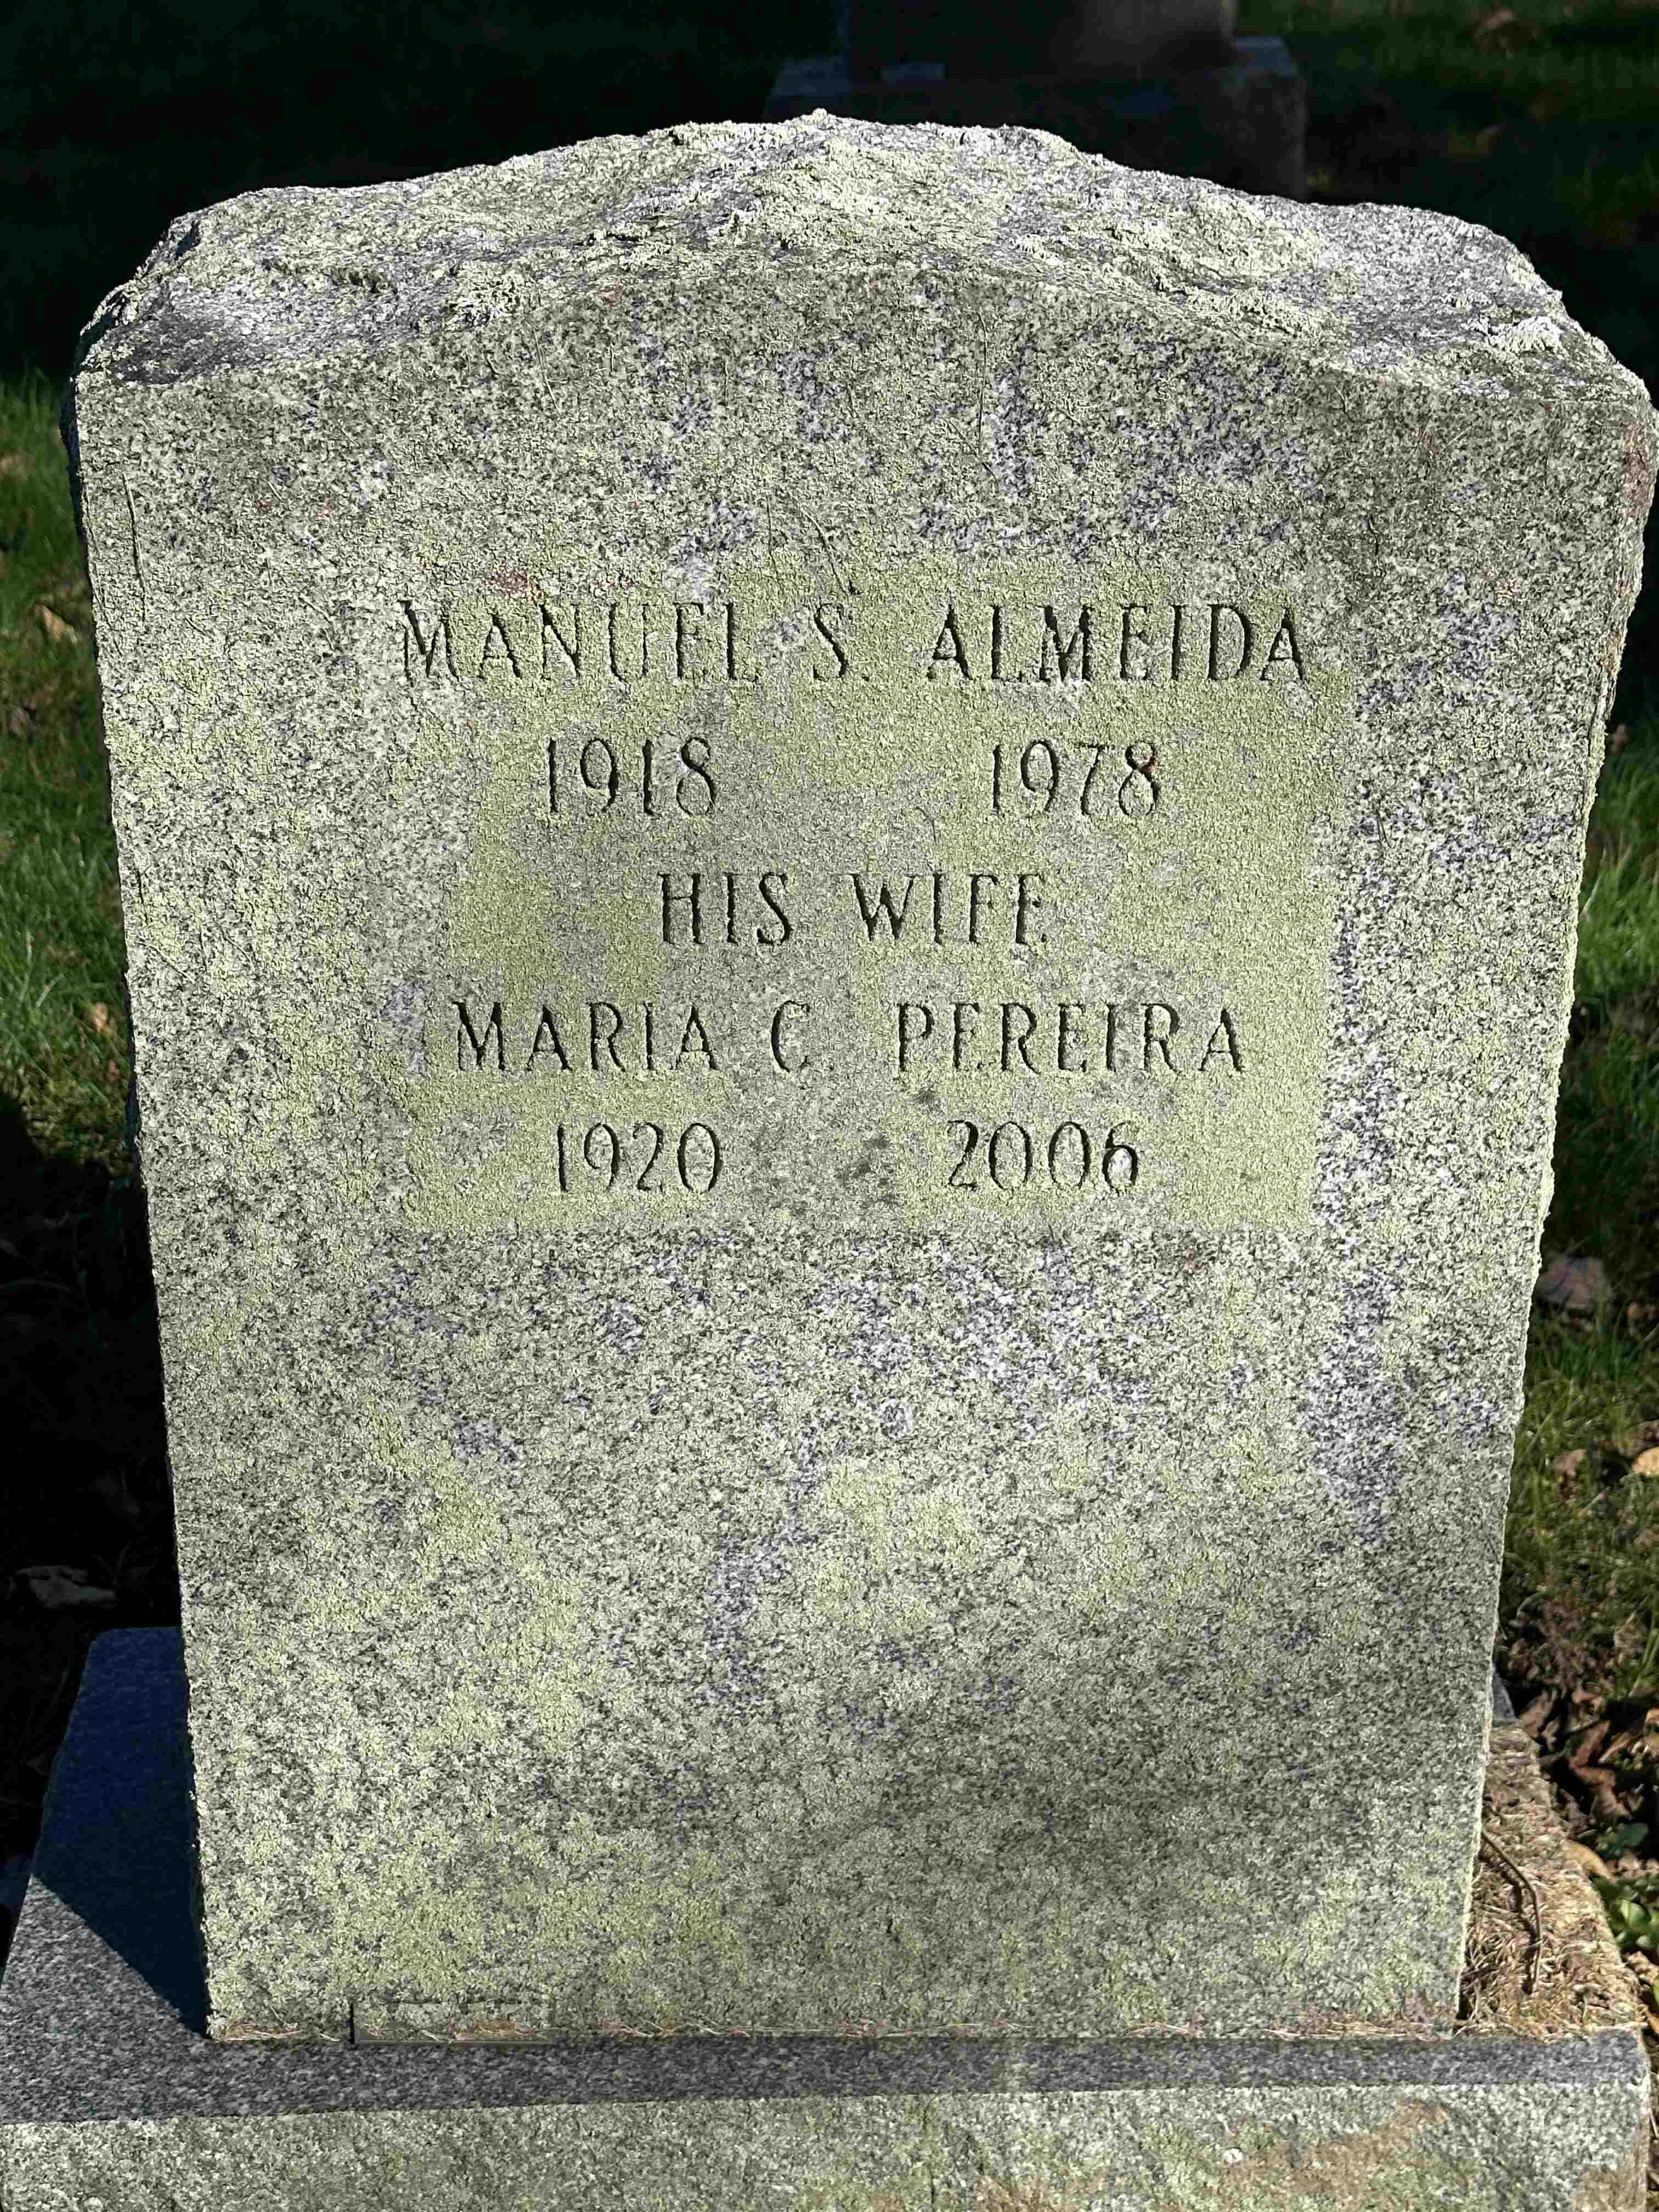 MANUEL S. ALMEIDA
1918 1978
HIS WIFE
MARIA C. PEREIRA
1920 2006